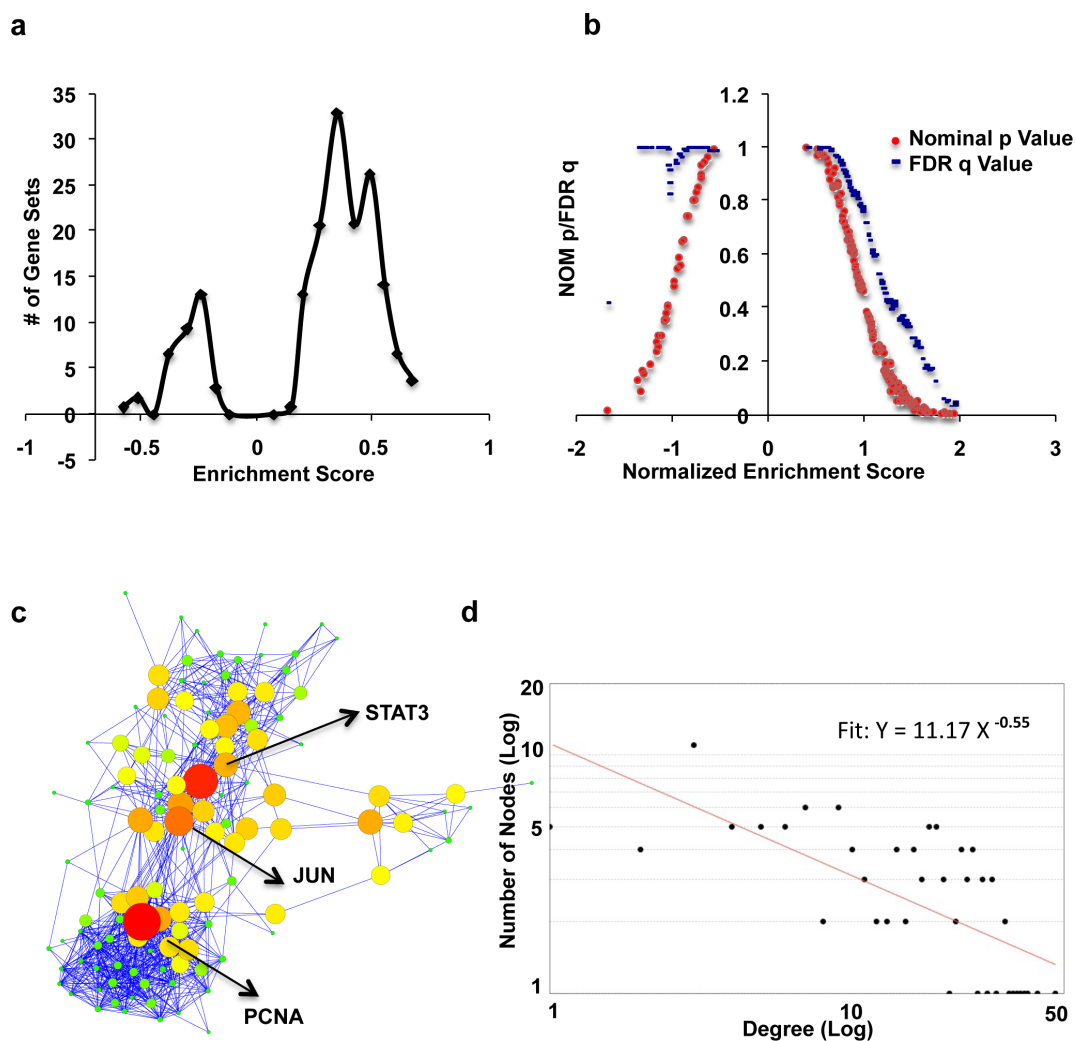 a
35
30
25
20
15
10
5
0
-5
-1
-0.5
0
0.5
1
# of Gene Sets
Enrichment Score
b
1.2
1
0.8
0.6
0.4
0.2
0
-2
-1
0
1
2
3
NOM p/FDR q
Normalized Enrichment Score
Nominal p Value
FDR q Value
c
STAT3
JUN
PCNA
d
20
10
5
1
1
10
50
Number of Nodes (Log)
Degree (Log)
Fit: Y = 11.17 X -0.55